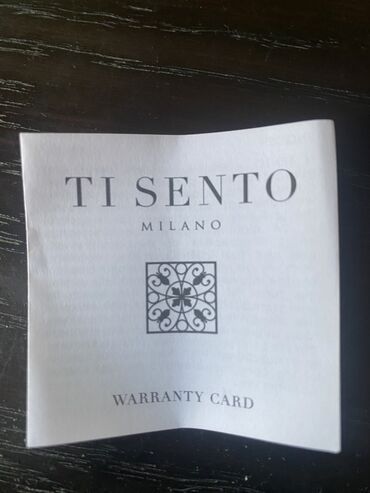 TI SENTO
MILANO
WARRANTY CARD